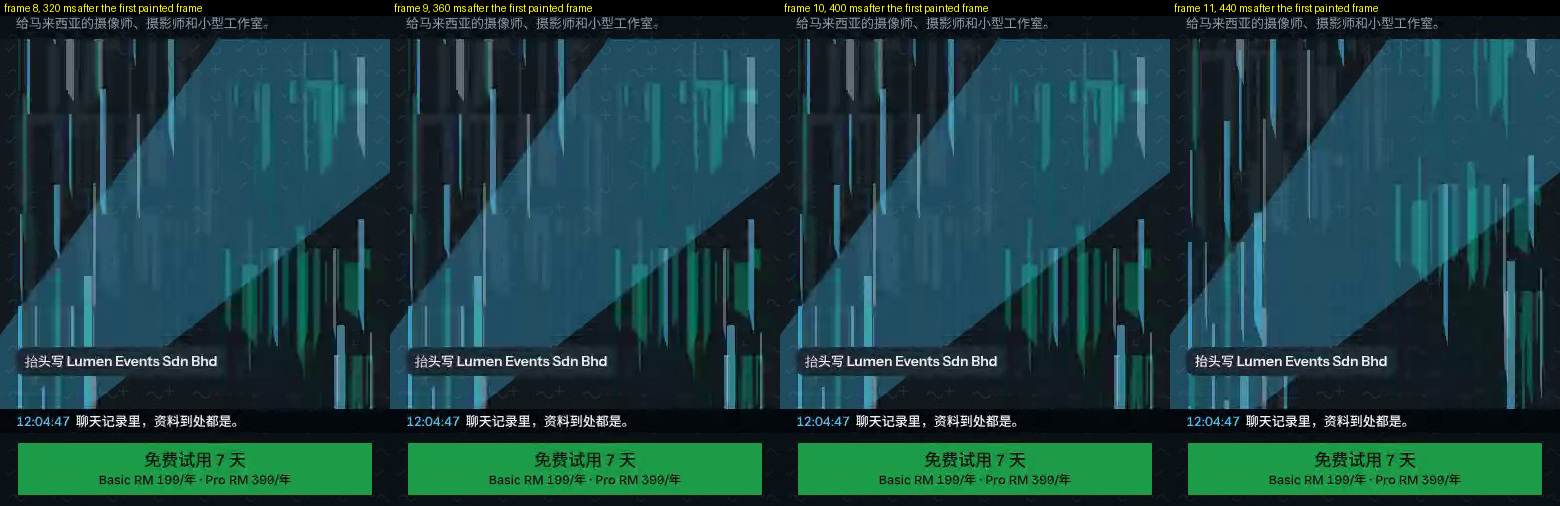 frame 8, 320 ms after the first painted frame
给马来西亚的摄像师、摄影师和小型工作室。
抬头写 Lumen Events Sdn Bhd
12:04:47 聊天记录里，资料到处都是。
免费试用 7 天
Basic RM 199/年 · Pro RM 399/年
frame 9, 360 ms after the first painted frame
给马来西亚的摄像师、摄影师和小型工作室。
抬头写 Lumen Events Sdn Bhd
12:04:47 聊天记录里，资料到处都是。
免费试用 7 天
Basic RM 199/年 · Pro RM 399/年
frame 10, 400 ms after the first painted frame
给马来西亚的摄像师、摄影师和小型工作室。
抬头写 Lumen Events Sdn Bhd
12:04:47 聊天记录里，资料到处都是。
免费试用 7 天
Basic RM 199/年 · Pro RM 399/年
frame 11, 440 ms after the first painted frame
给马来西亚的摄像师、摄影师和小型工作室。
抬头写 Lumen Events Sdn Bhd
12:04:47 聊天记录里，资料到处都是。
免费试用 7 天
Basic RM 199/年 · Pro RM 399/年